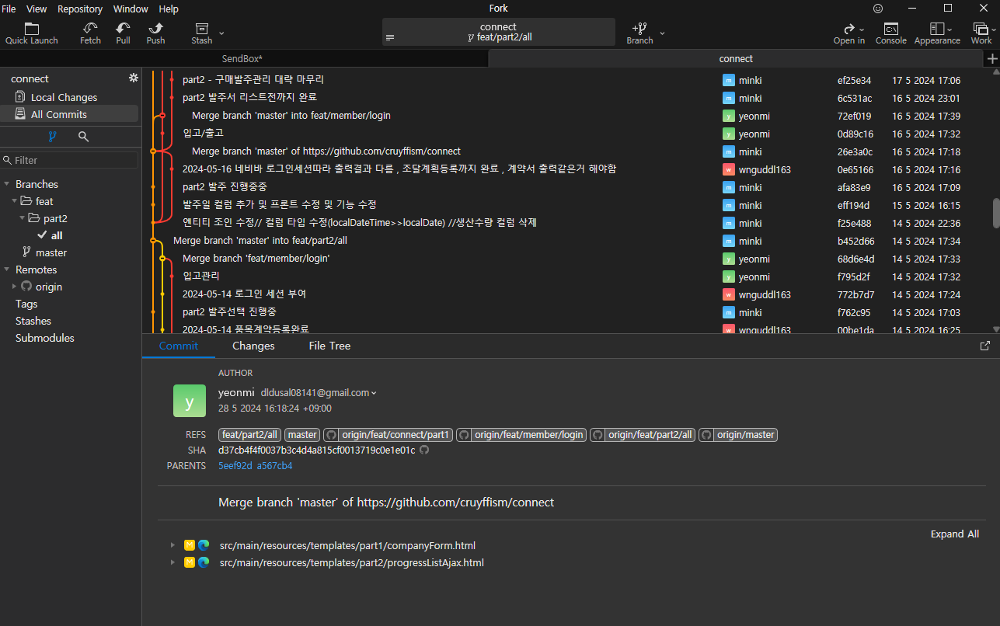 File View Repository Window Help
Fork
Quick Launch Fetch Pull Push Stash
connect
feat/part2/all
Branch Open in Console Appearance Work
SendBox* connect
connect
Local Changes
All Commits
Filter
Branches
feat
part2
all
master
Remotes
origin
Tags
Stashes
Submodules
part2 - 구매발주관리 대략 마무리 m minki ef25e34 17 5 2024 17:06
part2 발주서 리스트전까지 완료 m minki 6c531ac 16 5 2024 23:01
Merge branch 'master' into feat/member/login y yeonmi 72ef019 16 5 2024 17:39
입고/출고 y yeonmi 0d89c16 16 5 2024 17:32
Merge branch 'master' of https://github.com/cruyffism/connect m minki 26e3a0c 16 5 2024 17:18
2024-05-16 네비바 로그인세션따라 출력결과 다름 , 조달계획등록까지 완료 , 계약서 출력같은거 해야함 w wnguddl163 0e65166 16 5 2024 17:16
part2 발주 진행중중 m minki afa83e9 16 5 2024 17:09
발주일 컬럼 추가 및 프론트 수정 및 기능 수정 m minki eff194d 15 5 2024 16:15
엔티티 조인 수정// 컬럼 타입 수정(localDateTime>>localDate) //생산수량 컬럼 삭제 m minki f25e488 14 5 2024 22:36
Merge branch 'master' into feat/part2/all m minki b452d66 14 5 2024 17:34
Merge branch 'feat/member/login' y yeonmi 68d6e4d 14 5 2024 17:33
입고관리 y yeonmi f795d2f 14 5 2024 17:32
2024-05-14 로그인 세션 부여 w wnguddl163 772b7d7 14 5 2024 17:24
part2 발주선택 진행중 m minki f762c95 14 5 2024 17:03
2024-05-14 품목계약등록완료 w wnguddl163 00be1da 14 5 2024 16:25
Commit Changes File Tree
AUTHOR
y yeonmi dldusal08141@gmail.com
28 5 2024 16:18:24 +09:00
REFS feat/part2/all master origin/feat/connect/part1 origin/feat/member/login origin/feat/part2/all origin/master
SHA d37cb4f4f0037b3c4d4a815cf0013719c0e1e01c
PARENTS 5eef92d a567cb4
Merge branch 'master' of https://github.com/cruyffism/connect
Expand All
M src/main/resources/templates/part1/companyForm.html
M src/main/resources/templates/part2/progressListAjax.html